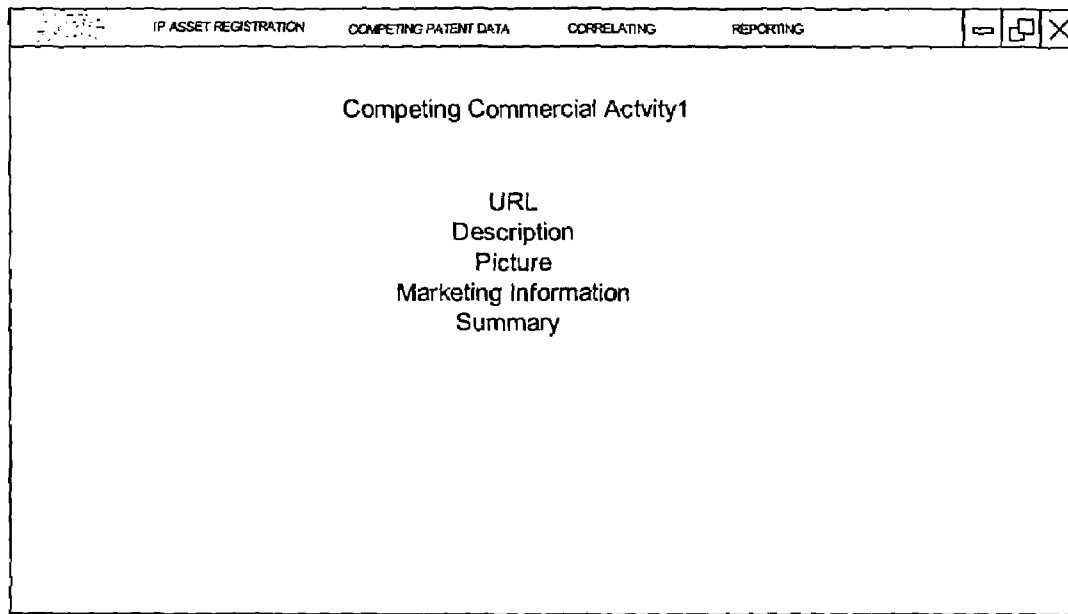 IP ASSET REGISTRATION COMPETING PATENT DATA CORRELATING REPORTING
Competing Commercial Actvity1
URL
Description
Picture
Marketing Information
Summary